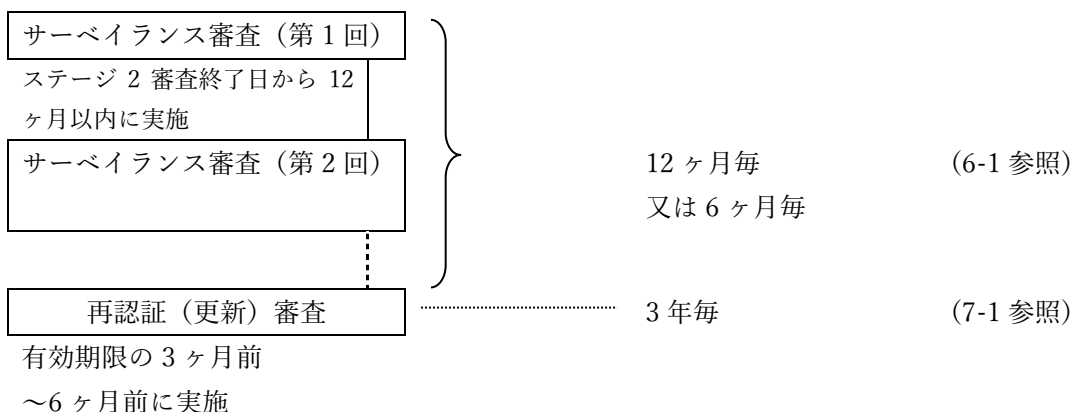 サーベイランス審査（第 1 回）
ステージ 2 審査終了日から 12
ヶ月以内に実施
サーベイランス審査（第 2 回）
12 ヶ月毎
(6-1 参照)
又は 6 ヶ月毎
再認証（更新）審査
3 年毎
(7-1 参照)
有効期限の 3 ヶ月前
～6 ヶ月前に実施